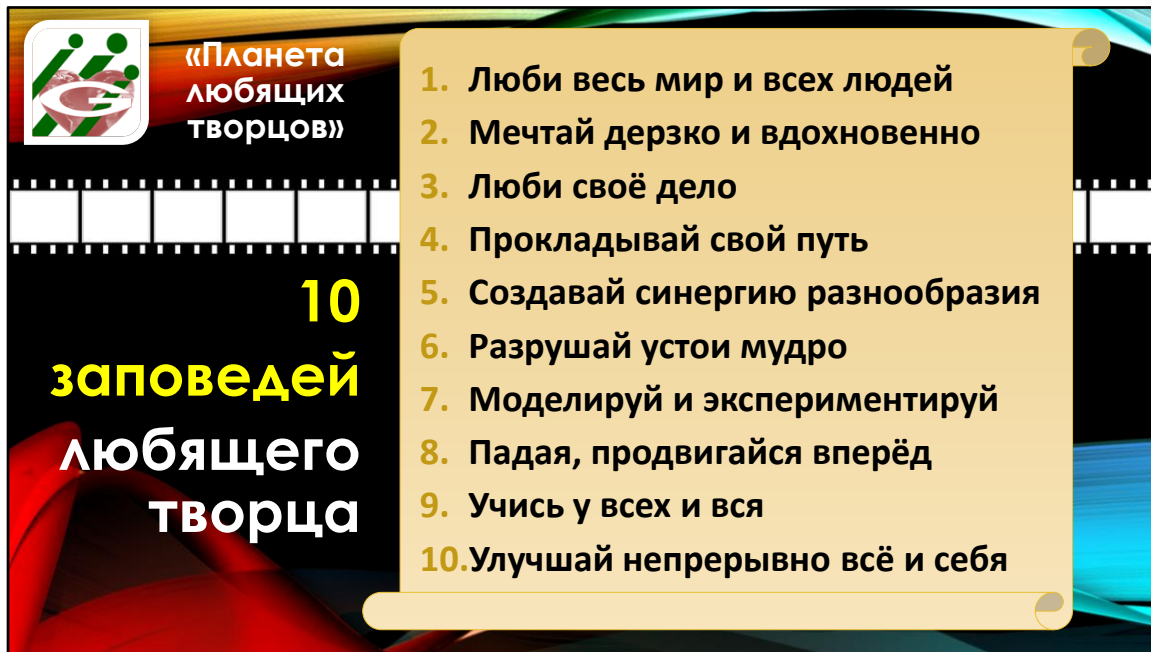 «Планета
любящих
творцов»
10
заповедей
любящего
творца
1. Люби весь мир и всех людей
2. Мечтай дерзко и вдохновенно
3. Люби своё дело
4. Прокладывай свой путь
5. Создавай синергию разнообразия
6. Разрушай устои мудро
7. Моделируй и экспериментируй
8. Падая, продвигайся вперёд
9. Учись у всех и вся
10.Улучшай непрерывно всё и себя